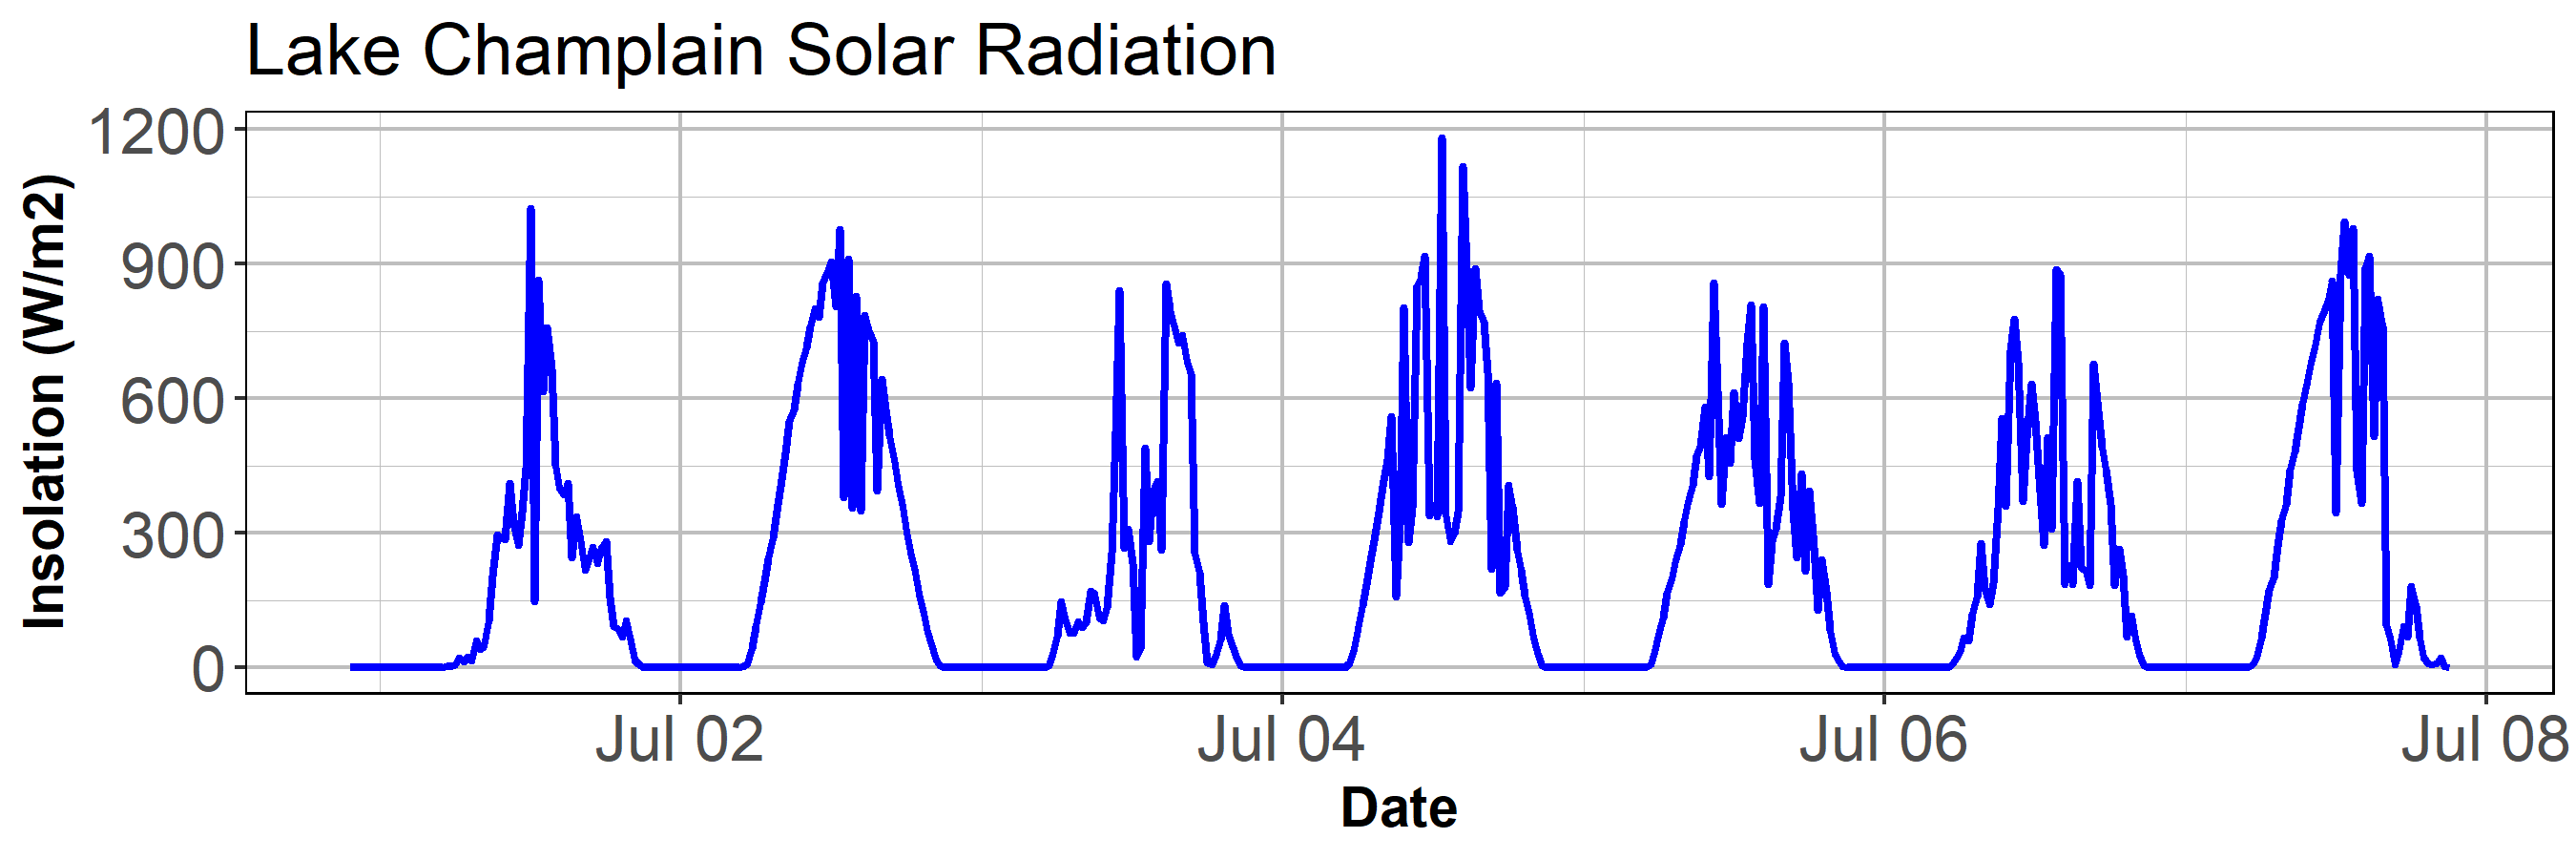 Lake Champlain Solar Radiation
1200
900
600
300
0
Insolation (W/m2)
Jul 02
Jul 04
Jul 06
Jul 08
Date